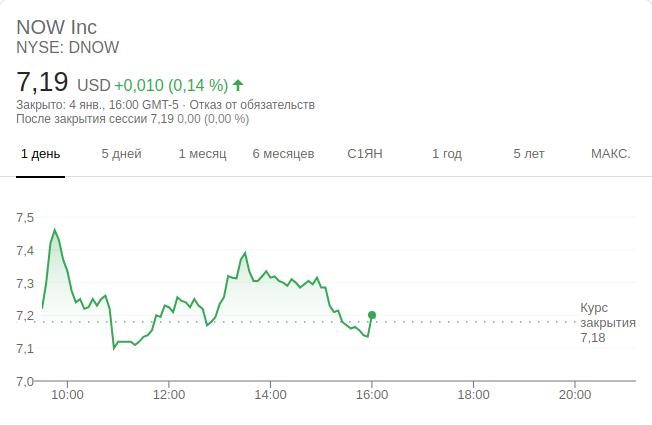 NOW Inc
NYSE: DNOW
7,19 USD +0,010 (0,14 %)
Закрыто: 4 янв., 16:00 GMT-5 · Отказ от обязательств
После закрытия сессии 7,19 0,00 (0,00 %)
1 день 5 дней 1 месяц 6 месяцев С1ЯН 1 год 5 лет МАКС.
7,5
7,4
7,3
7,2
7,1
7,0
Курс
закрытия
7,18
10:00 12:00 14:00 16:00 18:00 20:00